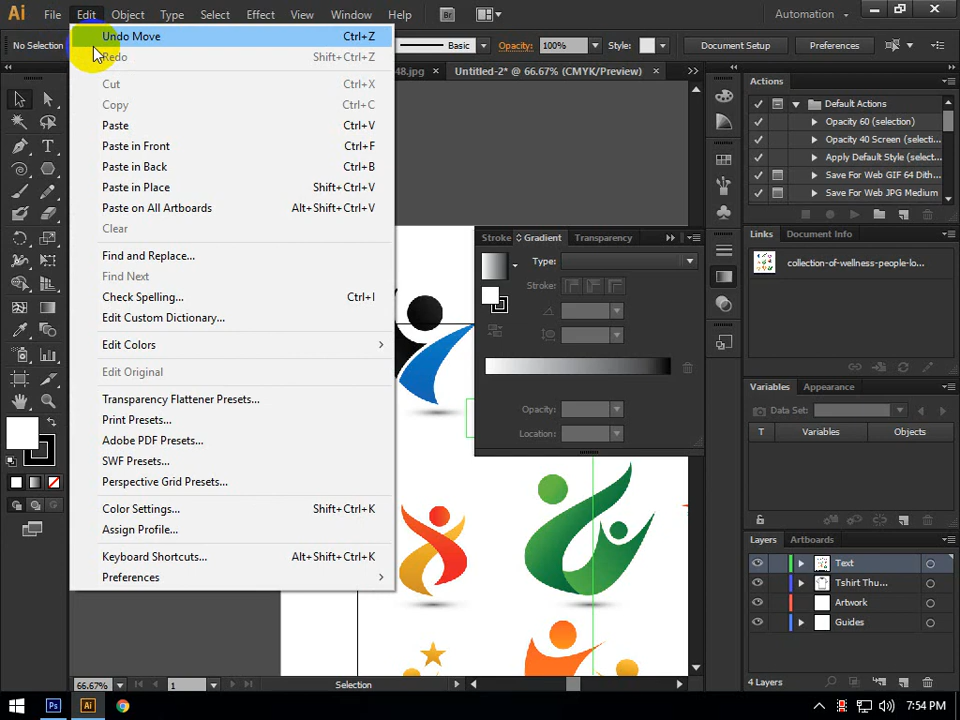 Ai File Edit Object Type Select Effect View Window Help Br Automation
No Selection Basic Opacity: 100% Style: Document Setup Preferences
48.jpg × Untitled-2* @ 66.67% (CMYK/Preview) ×
Undo Move Ctrl+Z
Redo Shift+Ctrl+Z
Cut Ctrl+X
Copy Ctrl+C
Paste Ctrl+V
Paste in Front Ctrl+F
Paste in Back Ctrl+B
Paste in Place Shift+Ctrl+V
Paste on All Artboards Alt+Shift+Ctrl+V
Clear
Find and Replace...
Find Next
Check Spelling... Ctrl+I
Edit Custom Dictionary...
Edit Colors
Edit Original
Transparency Flattener Presets...
Print Presets...
Adobe PDF Presets...
SWF Presets...
Perspective Grid Presets...
Color Settings... Shift+Ctrl+K
Assign Profile...
Keyboard Shortcuts... Alt+Shift+Ctrl+K
Preferences
Stroke Gradient Transparency
Type:
Stroke:
Opacity:
Location:
Actions
Default Actions
Opacity 60 (selection)
Opacity 40 Screen (selecti...
Apply Default Style (selecti...
Save For Web GIF 64 Dith...
Save For Web JPG Medium
Links Document Info
collection-of-wellness-people-lo...
Variables Appearance
Data Set:
T Variables Objects
Layers Artboards
Text
Tshirt Thu...
Artwork
Guides
4 Layers
66.67% 1 Selection
Ps Ai 7:54 PM